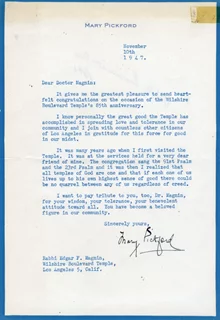 MARY PICKFORD
November
10th
1947.
Dear Doctor Magnin:
It gives me the greatest pleasure to send heart-
felt congratulations on the occasion of the Wilshire
Boulevard Temple's 85th anniversary.
I know personally the great good the Temple has
accomplished in spreading love and tolerance in our
community and I join with countless other citizens
of Los Angeles in gratitude for this force for good
in our midst.
It was many years ago when I first visited the
Temple. It was at the services held for a very dear
friend of mine. The congregation sang the 91st Psalm
and the 23rd Psalm and it was then I realized that
all temples of God are one and that if each one of us
lives up to his own highest sense of good there could
be no quarrel between any of us regardless of creed.
I want to pay tribute to you, too, Dr. Magnin,
for your wisdom, your tolerance, your benevolent
attitude toward all. You have become a beloved
figure in our community.
Sincerely yours,
Mary Pickford
Rabbi Edgar F. Magnin,
Wilshire Boulevard Temple,
Los Angeles 5, Calif.